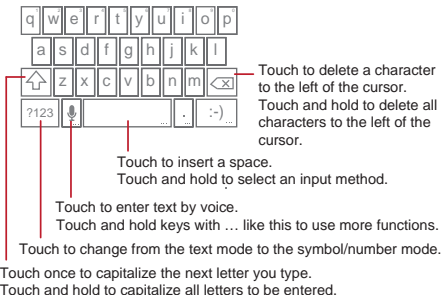 q w e r t y u i o p
a s d f g h j k l
z x c v b n m
?123 ... ... . ... :-) ...
Touch to delete a character
to the left of the cursor.
Touch and hold to delete all
characters to the left of the
cursor.
Touch to insert a space.
Touch and hold to select an input method.
Touch to enter text by voice.
Touch and hold keys with … like this to use more functions.
Touch to change from the text mode to the symbol/number mode.
Touch once to capitalize the next letter you type.
Touch and hold to capitalize all letters to be entered.